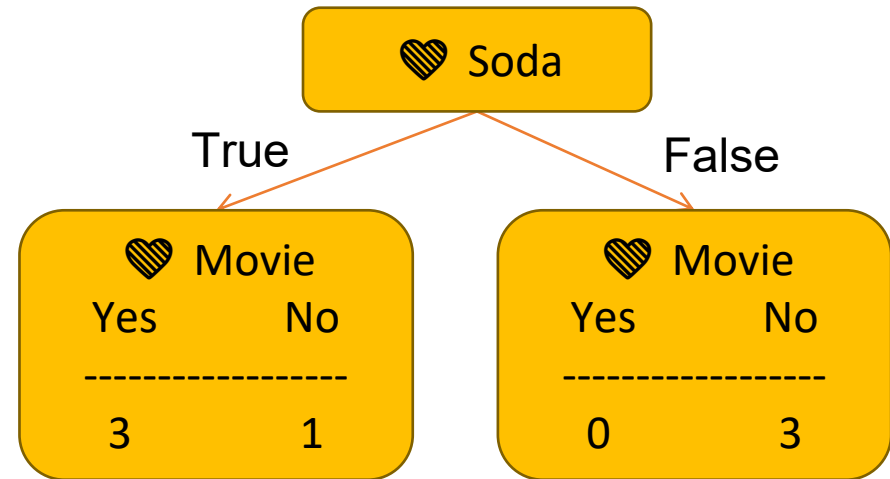 Soda
True
False
Movie
Yes No
------------------
3 1
Movie
Yes No
------------------
0 3